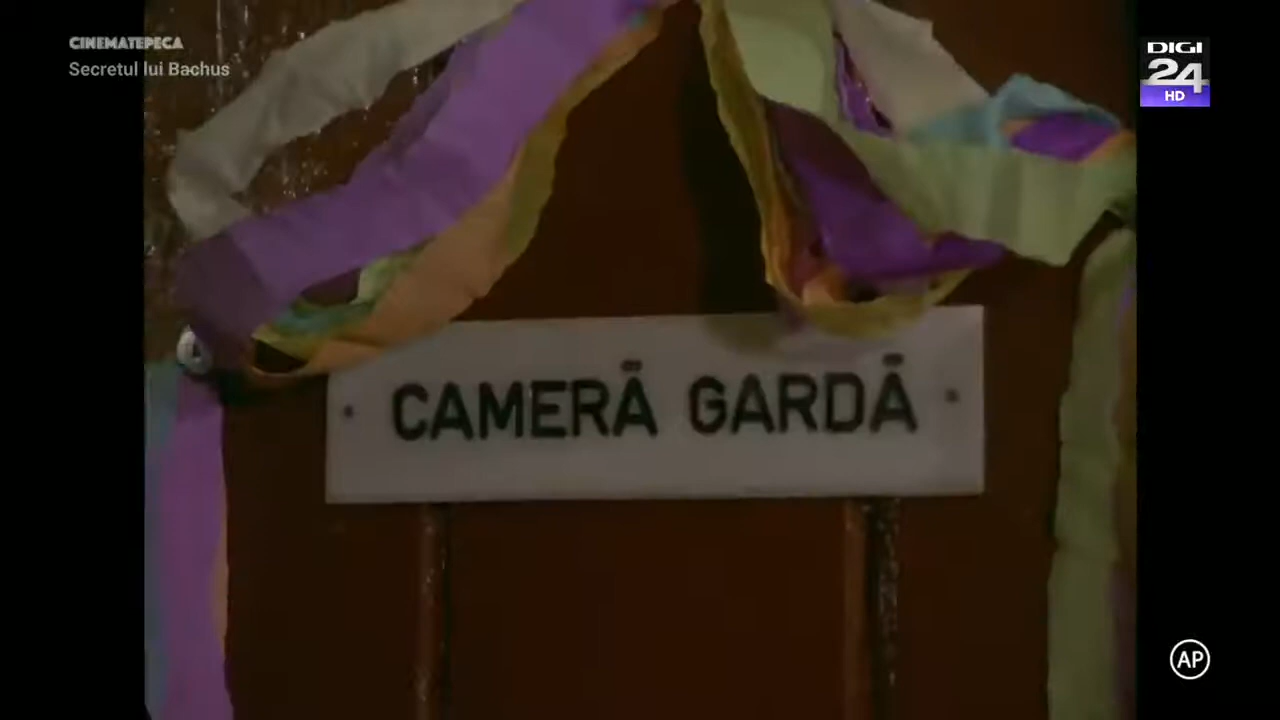 CINEMATEPECA
Secretul lui Bachus
DIGI
24
HD
CAMERĂ GARDĂ
AP